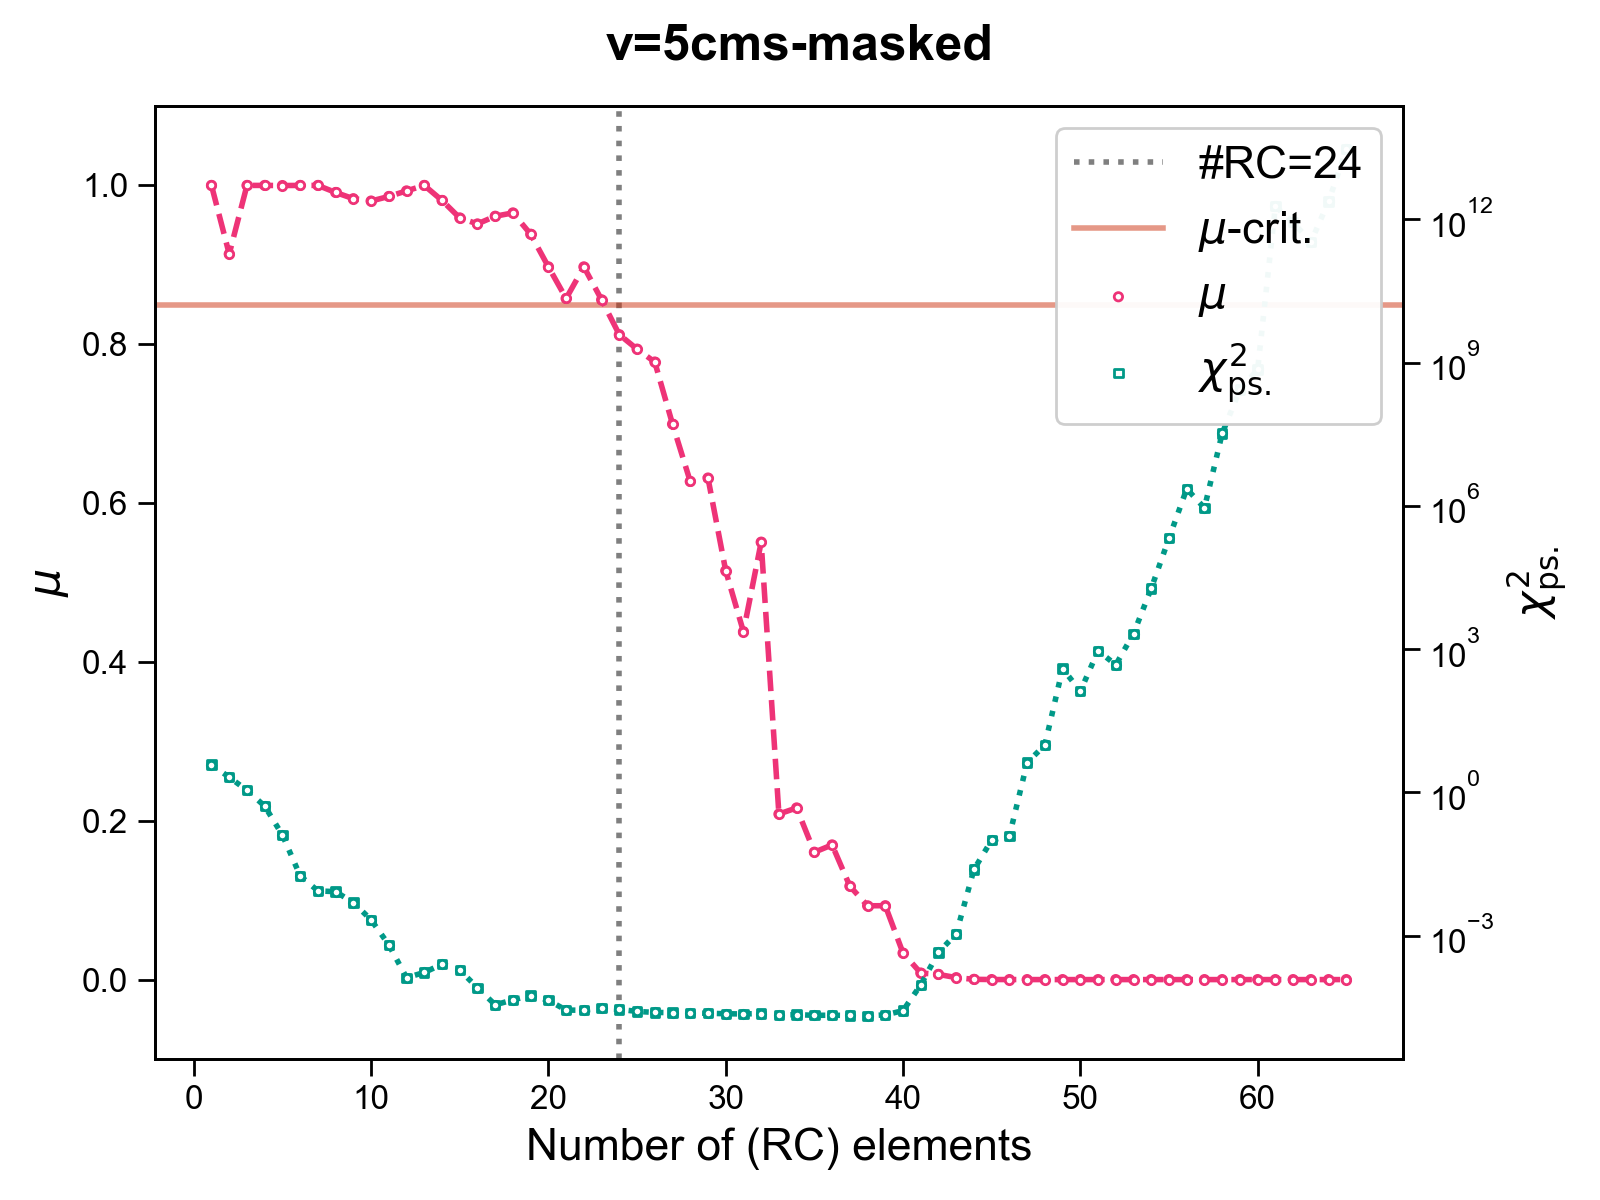 v=5cms-masked
#RC=24
μ-crit.
μ
χ²ps.
1.0
0.8
0.6
0.4
0.2
0.0
μ
10¹²
10⁹
10⁶
10³
10⁰
10⁻³
χ²ps.
0 10 20 30 40 50 60
Number of (RC) elements